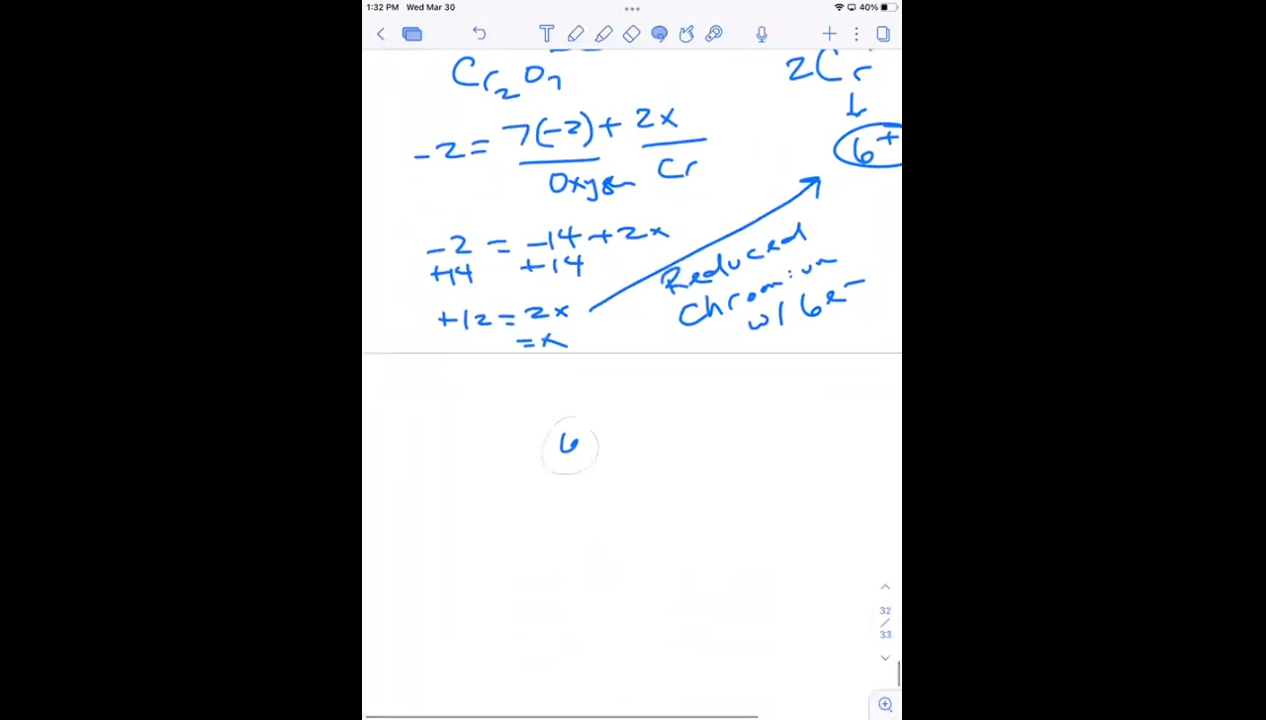 1:32 PM Wed Mar 30
40%
T
Cr2O7
2Cr
6+
-2 = 7(-2) + 2x
Oxygen Cr
-2 = -14 + 2x
+14 +14
Reduced
Chromium
w/ 6e-
+12 = 2x
= x
6
32
33